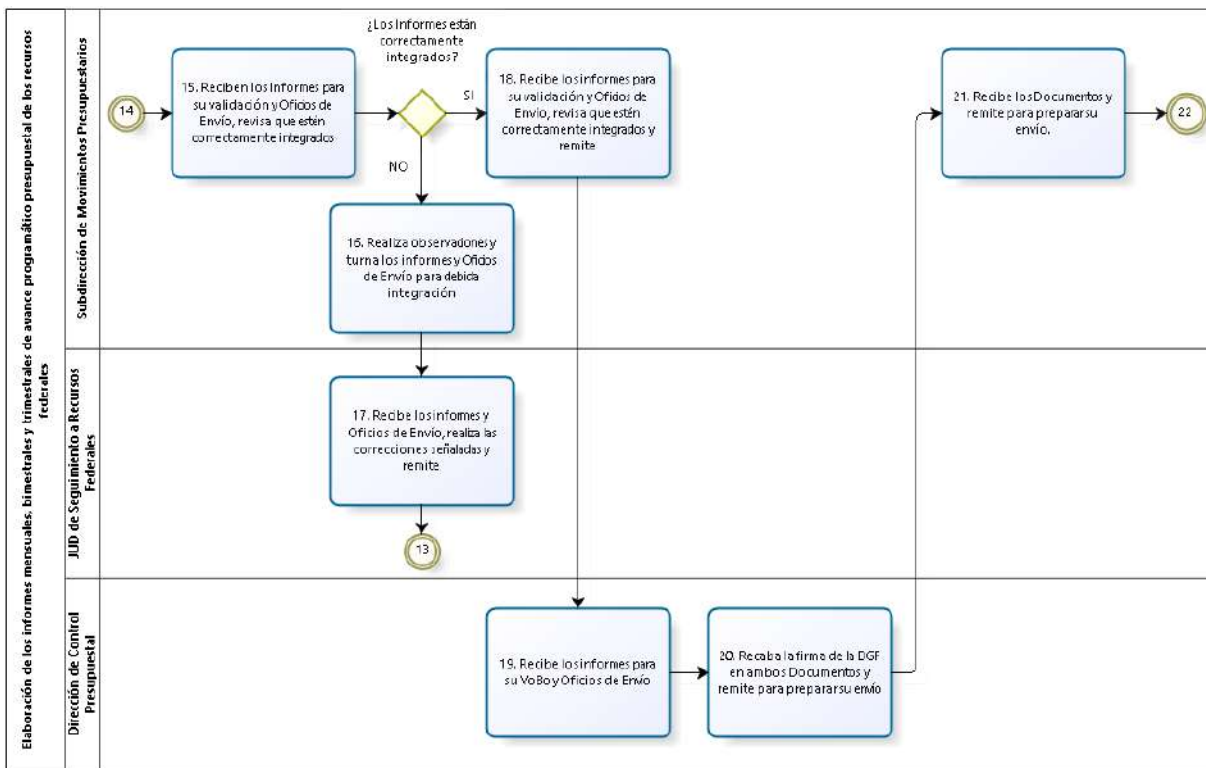 Elaboración de los informes mensuales, bimestrales y trimestrales de avance programático presupuestal de los recursos
federales
Subdirección de Movimientos Presupuestarios
14
15. Reciben los Informes para
su validación y Oficios de
Envío, revisa que estén
correctamente integrados
¿Los Informes están
correctamente
integrados?
SI
NO
18. Recibe los informes para
su validación y Oficios de
Envío, revisa que estén
correctamente integrados y
remite
21. Recibe los Documentos y
remite para preparar su
envío.
22
16. Realiza observaciones y
turna los informes y Oficios
de Envío para debida
integración
JUD de Seguimiento a Recursos
Federales
17. Recibe los informes y
Oficios de Envío, realiza las
correcciones señaladas y
remite
13
Dirección de Control
Presupuestal
19. Recibe los informes para
su VoBo y Oficios de Envío
20. Recaba la firma de la DGF
en ambos Documentos y
remite para preparar su envío